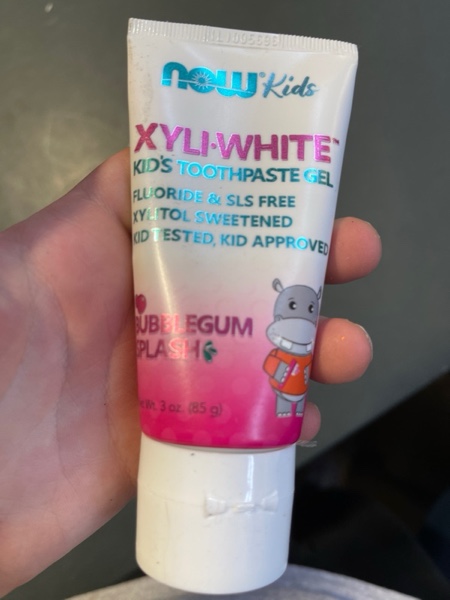 now Kids
XYLI·WHITE™
KID'S TOOTHPASTE GEL
FLUORIDE & SLS FREE
XYLITOL SWEETENED
KID TESTED, KID APPROVED
BUBBLEGUM
SPLASH
Wt. 3 oz. (85 g)